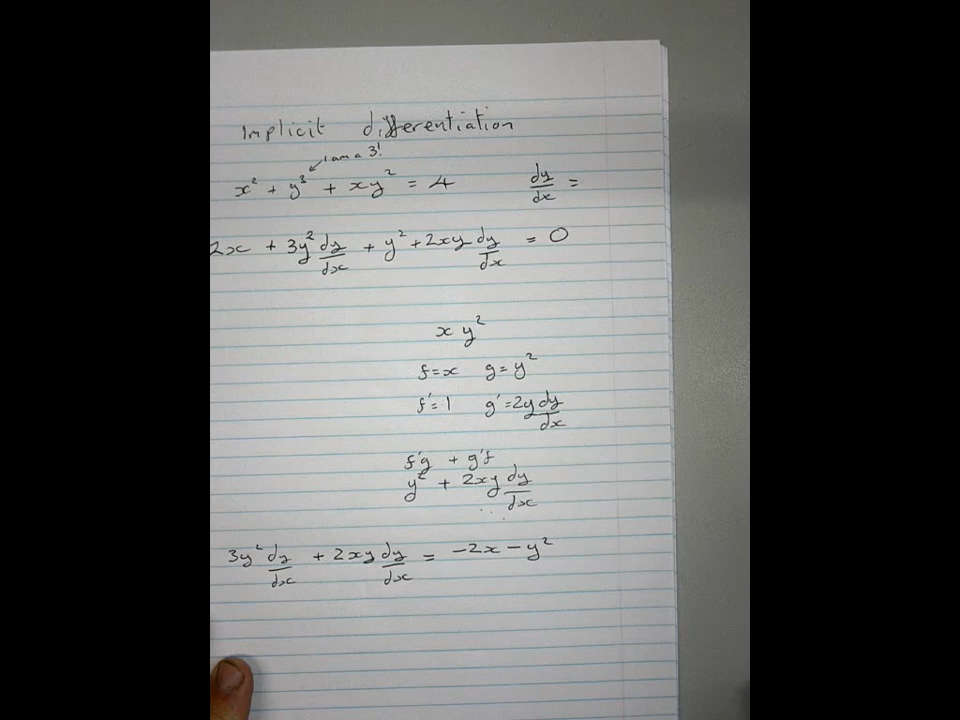 Implicit differentiation
I am a 3!
x² + y³ + xy² = 4 dy/dx =
2x + 3y² dy/dx + y² + 2xy dy/dx = 0
x y²
f=x g=y²
f'=1 g'=2y dy/dx
f'g + g'f
y² + 2xy dy/dx
3y² dy/dx + 2xy dy/dx = -2x - y²